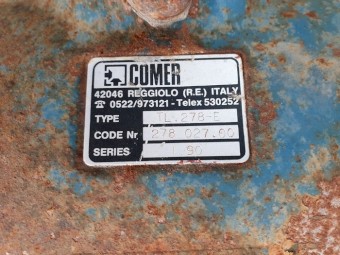 COMER
42046 REGGIOLO (R.E.) ITALY
☎ 0522/973121 - Telex 530252
TYPE TL.278-E
CODE Nr 278 027.00
SERIES 90